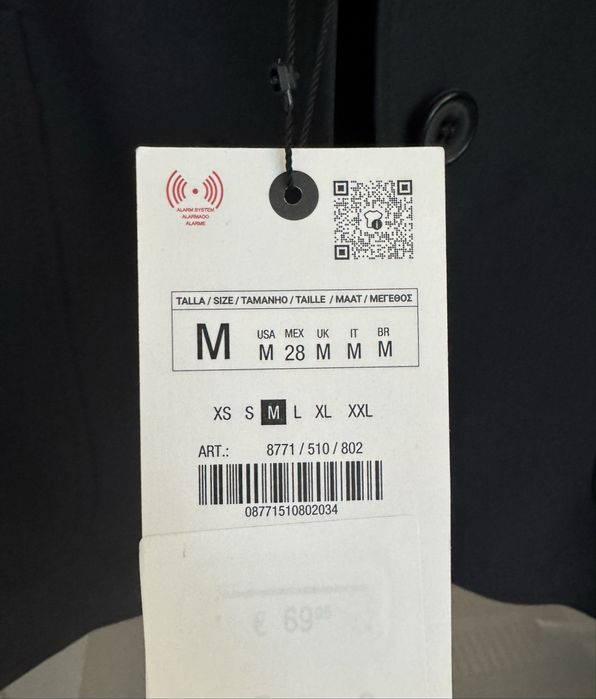 ALARM SYSTEM
ALARMADO
ALARME
TALLA / SIZE / TAMANHO / TAILLE / MAAT / ΜΕΓΕΘΟΣ
M USA MEX UK IT BR
M 28 M M M
XS S M L XL XXL
ART.: 8771 / 510 / 802
08771510802034
€ 69